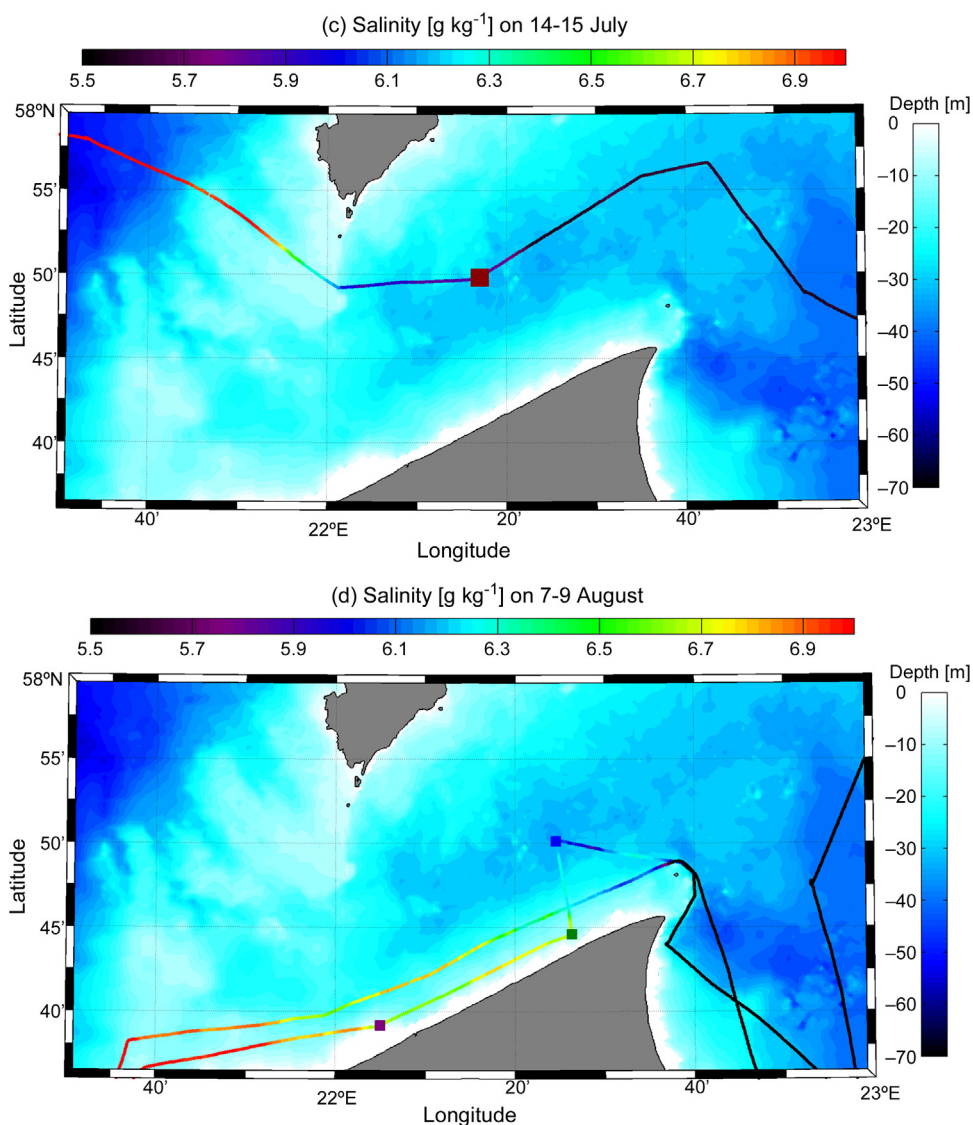 (c) Salinity [g kg-1] on 14-15 July
5.5 5.7 5.9 6.1 6.3 6.5 6.7 6.9
58ºN
Depth [m]
0
55’
–10
50’
–20
Latitude
–30
45’
–40
–50
40’
–60
–70
40’ 22ºE 20’ 40’ 23ºE
Longitude
(d) Salinity [g kg-1] on 7-9 August
5.5 5.7 5.9 6.1 6.3 6.5 6.7 6.9
58ºN
Depth [m]
0
55’
–10
50’
–20
Latitude
–30
45’
–40
–50
40’
–60
–70
40’ 22ºE 20’ 40’ 23ºE
Longitude